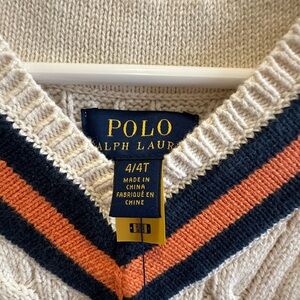 POLO
RALPH LAUREN
4/4T
MADE IN
CHINA
FABRIQUÉ EN
CHINE